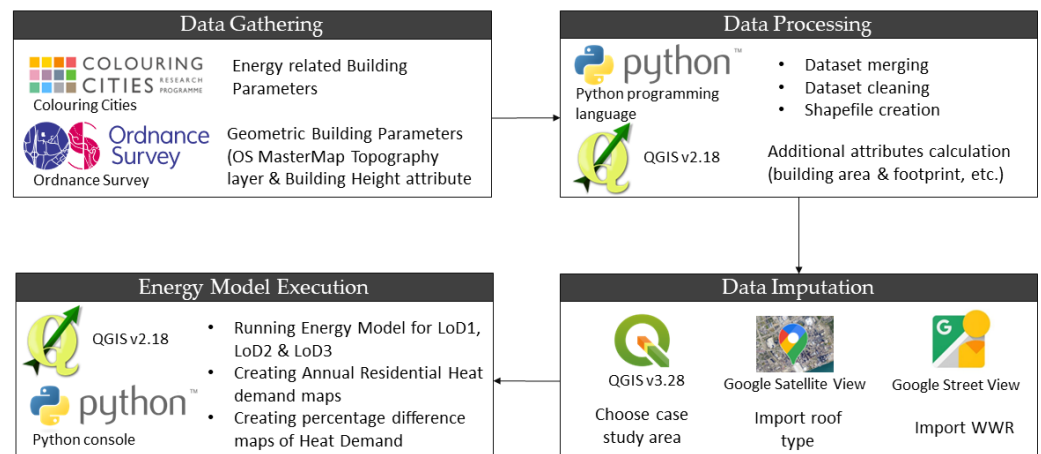 Data Gathering
COLOURING
CITIES RESEARCH PROGRAMME
Colouring Cities
Energy related Building
Parameters
Ordnance
Survey
Ordnance Survey
Geometric Building Parameters
(OS MasterMap Topography
layer & Building Height attribute
Data Processing
python™
Python programming
language
QGIS v2.18
• Dataset merging
• Dataset cleaning
• Shapefile creation
Additional attributes calculation
(building area & footprint, etc.)
Energy Model Execution
QGIS v2.18
python™
Python console
• Running Energy Model for LoD1,
LoD2 & LoD3
• Creating Annual Residential Heat
demand maps
• Creating percentage difference
maps of Heat Demand
Data Imputation
QGIS v3.28
Choose case
study area
Google Satellite View
Import roof
type
G
Google Street View
Import WWR